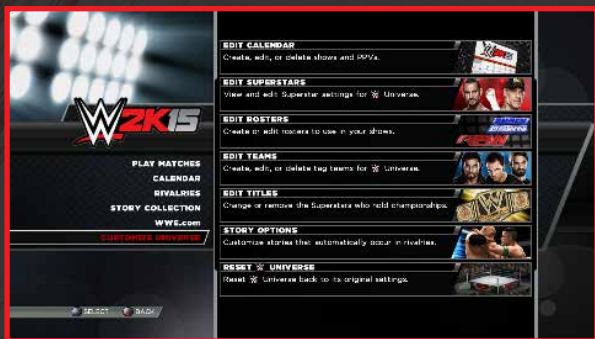 W 2K15
PLAY MATCHES
CALENDAR
RIVALRIES
STORY COLLECTION
WWE.com
CUSTOMIZE UNIVERSE
SELECT BACK
EDIT CALENDAR
Create, edit, or delete shows and PPVs.
EDIT SUPERSTARS
View and edit Superstar settings for W Universe.
EDIT ROSTERS
Create or edit rosters to use in your shows.
EDIT TEAMS
Create, edit, or delete tag teams for W Universe.
EDIT TITLES
Change or remove the Superstars who hold championships.
STORY OPTIONS
Customize stories that automatically occur in rivalries.
RESET W UNIVERSE
Reset W Universe back to its original settings.